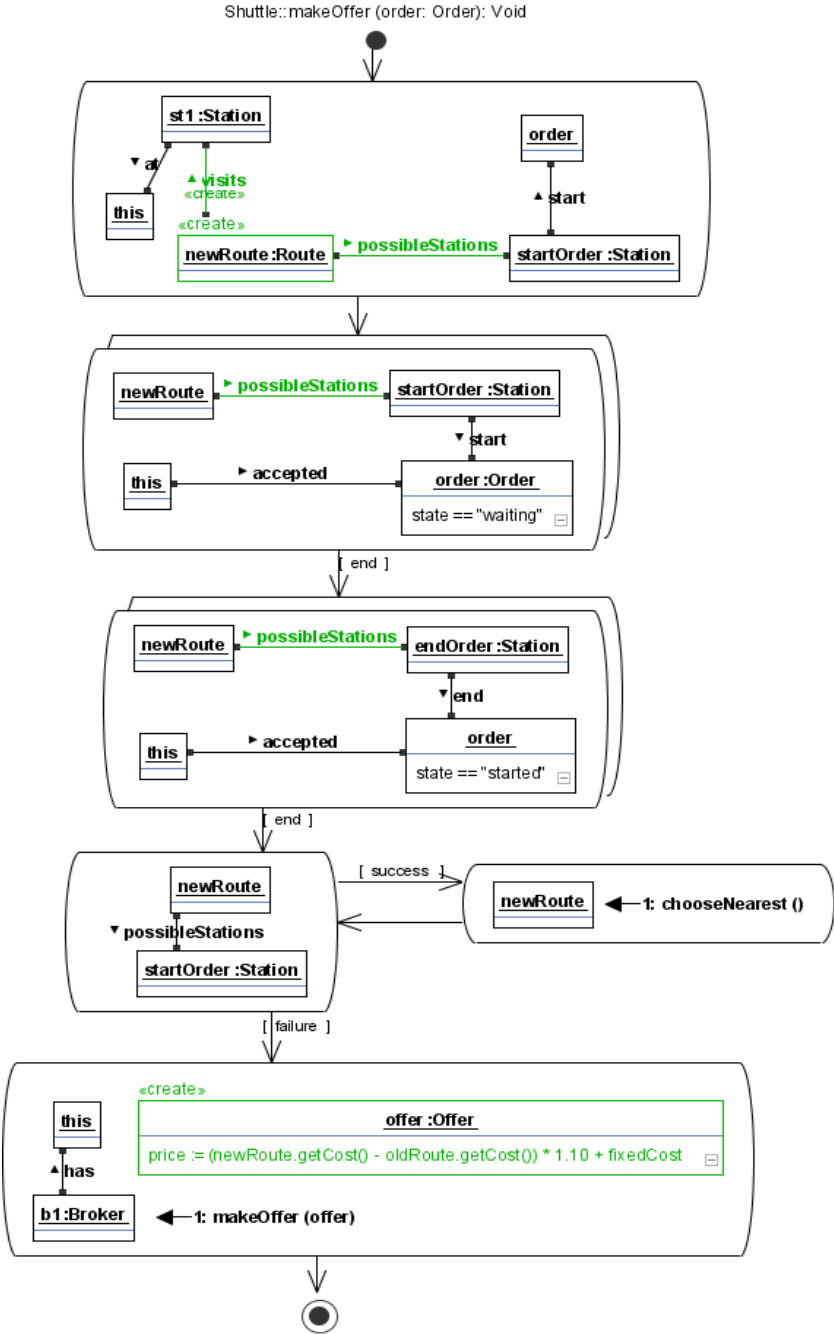 Shuttle::makeOffer (order: Order): Void
st1 :Station
order
at
visits
«create»
start
this
«create»
newRoute :Route
possibleStations
startOrder :Station
newRoute
possibleStations
startOrder :Station
start
this
accepted
order :Order
state == "waiting"
[ end ]
newRoute
possibleStations
endOrder :Station
end
this
accepted
order
state == "started"
[ end ]
newRoute
possibleStations
startOrder :Station
[ success ]
newRoute
1: chooseNearest ()
[ failure ]
«create»
this
offer :Offer
price := (newRoute.getCost() - oldRoute.getCost()) * 1.10 + fixedCost
has
b1:Broker
1: makeOffer (offer)